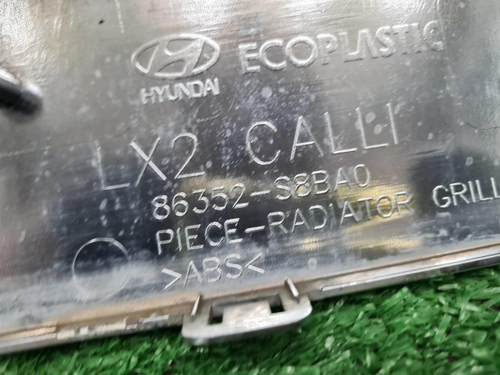 HYUNDAI ECOPLASTIC
LX2 CALLI
86352-S8BA0
PIECE-RADIATOR GRILL
>ABS<